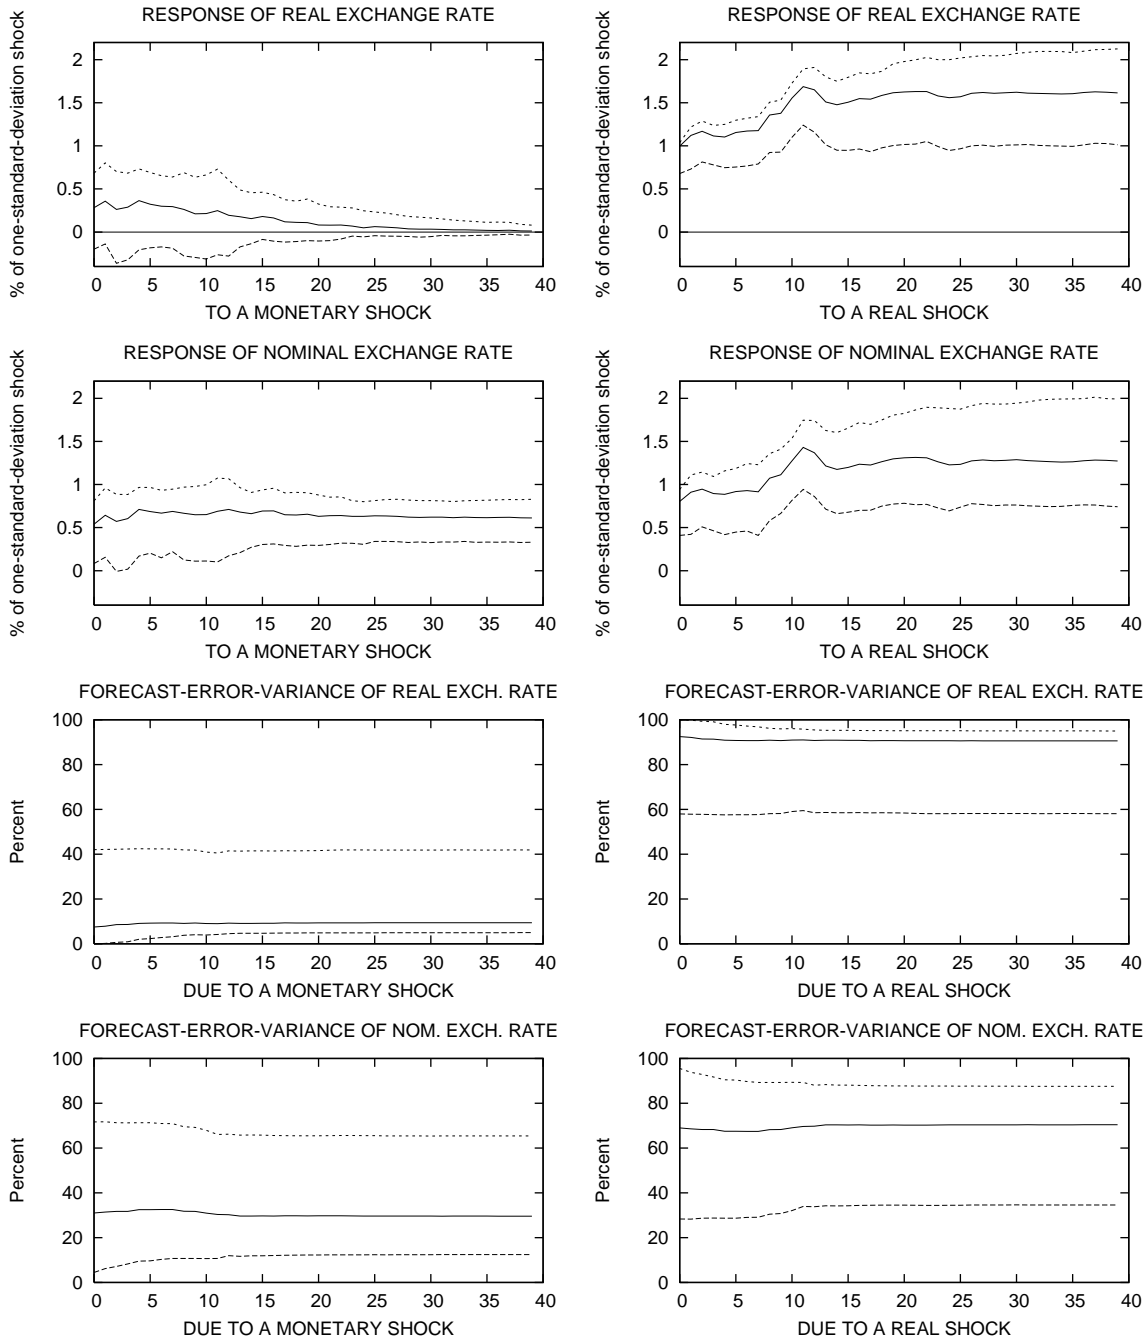 RESPONSE OF REAL EXCHANGE RATE
% of one-standard-deviation shock
2
1.5
1
0.5
0
0 5 10 15 20 25 30 35 40
TO A MONETARY SHOCK
RESPONSE OF REAL EXCHANGE RATE
% of one-standard-deviation shock
2
1.5
1
0.5
0
0 5 10 15 20 25 30 35 40
TO A REAL SHOCK
RESPONSE OF NOMINAL EXCHANGE RATE
% of one-standard-deviation shock
2
1.5
1
0.5
0
0 5 10 15 20 25 30 35 40
TO A MONETARY SHOCK
RESPONSE OF NOMINAL EXCHANGE RATE
% of one-standard-deviation shock
2
1.5
1
0.5
0
0 5 10 15 20 25 30 35 40
TO A REAL SHOCK
FORECAST-ERROR-VARIANCE OF REAL EXCH. RATE
Percent
100
80
60
40
20
0
0 5 10 15 20 25 30 35 40
DUE TO A MONETARY SHOCK
FORECAST-ERROR-VARIANCE OF REAL EXCH. RATE
Percent
100
80
60
40
20
0
0 5 10 15 20 25 30 35 40
DUE TO A REAL SHOCK
FORECAST-ERROR-VARIANCE OF NOM. EXCH. RATE
Percent
100
80
60
40
20
0
0 5 10 15 20 25 30 35 40
DUE TO A MONETARY SHOCK
FORECAST-ERROR-VARIANCE OF NOM. EXCH. RATE
Percent
100
80
60
40
20
0
0 5 10 15 20 25 30 35 40
DUE TO A REAL SHOCK